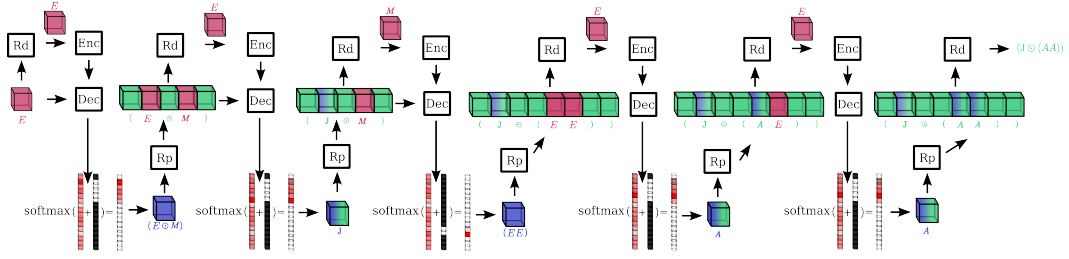 E
Rd
Enc
E
Dec
softmax( + )=
(E⊙M)
Rp
( E ⊙ M )
Rd
E
Enc
Dec
softmax( + )=
J
Rp
( J ⊙ M )
Rd
M
Enc
Dec
softmax( + )=
(EE)
Rp
( J ⊙ ( E E ) )
Rd
E
Enc
Dec
softmax( + )=
A
Rp
( J ⊙ ( A E ) )
Rd
E
Enc
Dec
softmax( + )=
A
Rp
( J ⊙ ( A A ) )
Rd
(J⊙(AA))